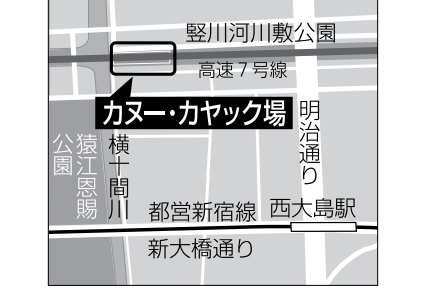 竪川河川敷公園
高速7号線
カヌー・カヤック場
明治通り
横十間川
猿江恩賜
公園
都営新宿線
西大島駅
新大橋通り